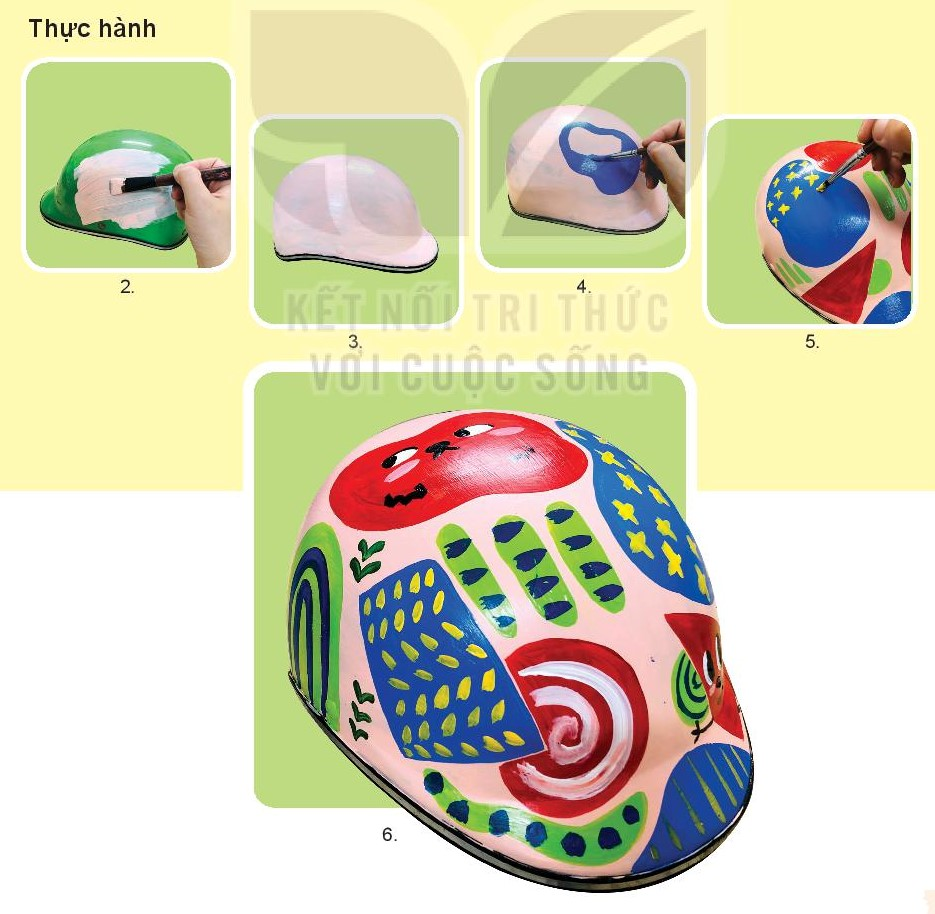 Thực hành
2.
3.
4.
5.
KẾT NỐI TRI THỨC
VỚI CUỘC SỐNG
6.